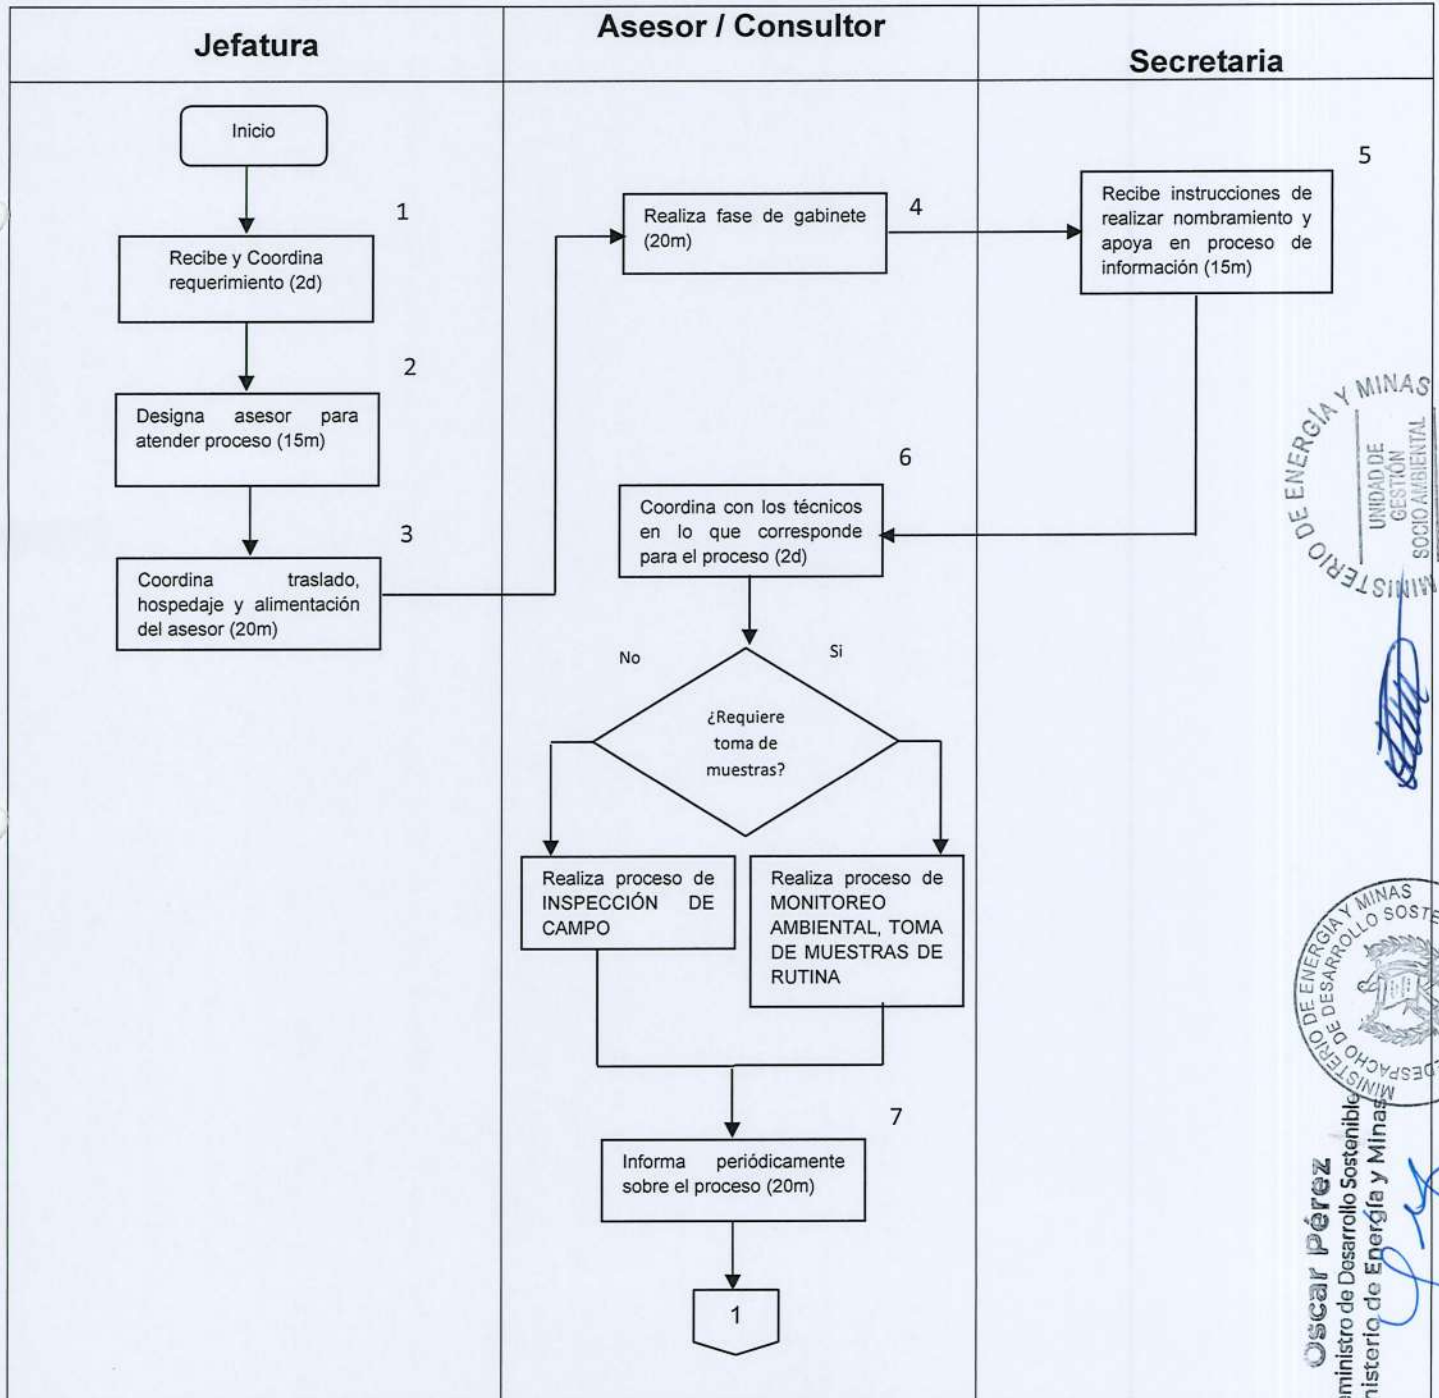 Jefatura
Asesor / Consultor
Secretaria
Inicio
1
Recibe y Coordina
requerimiento (2d)
2
Designa asesor para
atender proceso (15m)
3
Coordina traslado,
hospedaje y alimentación
del asesor (20m)
4
Realiza fase de gabinete
(20m)
5
Recibe instrucciones de
realizar nombramiento y
apoya en proceso de
información (15m)
6
Coordina con los técnicos
en lo que corresponde
para el proceso (2d)
No
Si
¿Requiere
toma de
muestras?
Realiza proceso de
INSPECCIÓN DE
CAMPO
Realiza proceso de
MONITOREO
AMBIENTAL, TOMA
DE MUESTRAS DE
RUTINA
7
Informa periódicamente
sobre el proceso (20m)
1
MINISTERIO DE ENERGÍA Y MINAS
UNIDAD DE
GESTIÓN
SOCIO AMBIENTAL
MINISTERIO DE ENERGIA Y MINAS
DESPACHO DE DESARROLLO SOSTE
Oscar Pérez
ministro de Desarrollo Sostenible
nisterio de Energía y Minas